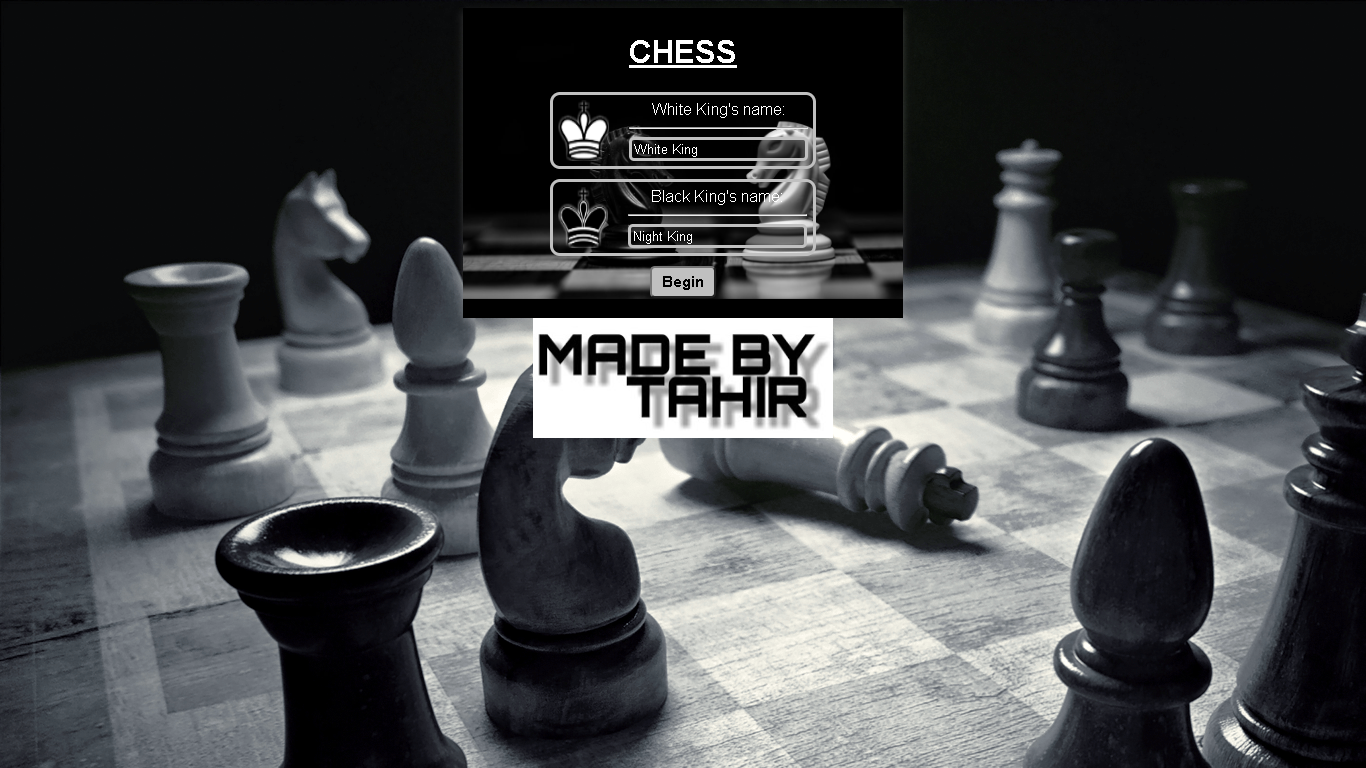 CHESS
White King's name:
White King
Black King's name:
Night King
Begin
MADE BY
TAHIR